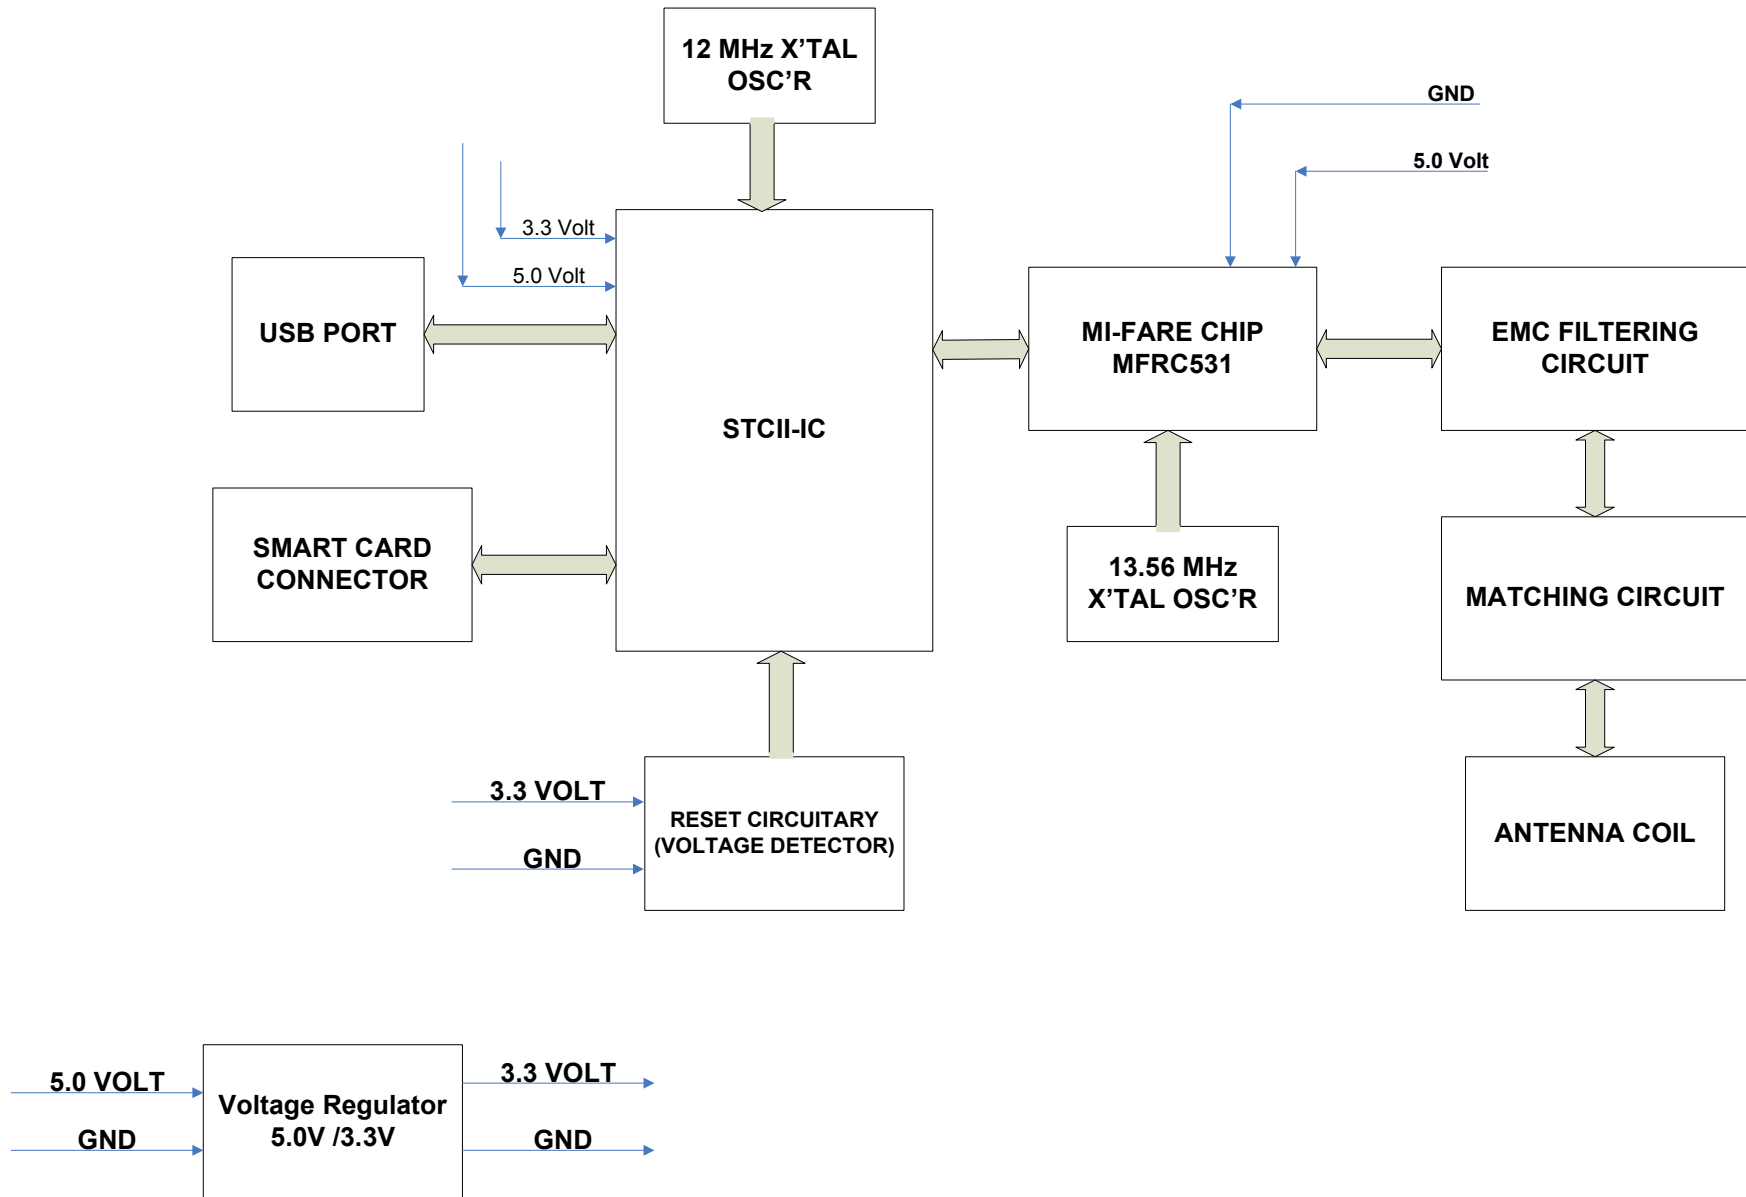 12 MHz X’TAL
OSC’R
GND
5.0 Volt
3.3 Volt
5.0 Volt
USB PORT
STCII-IC
MI-FARE CHIP
MFRC531
EMC FILTERING
CIRCUIT
SMART CARD
CONNECTOR
13.56 MHz
X’TAL OSC’R
MATCHING CIRCUIT
3.3 VOLT
GND
RESET CIRCUITARY
(VOLTAGE DETECTOR)
ANTENNA COIL
5.0 VOLT
GND
Voltage Regulator
5.0V /3.3V
3.3 VOLT
GND